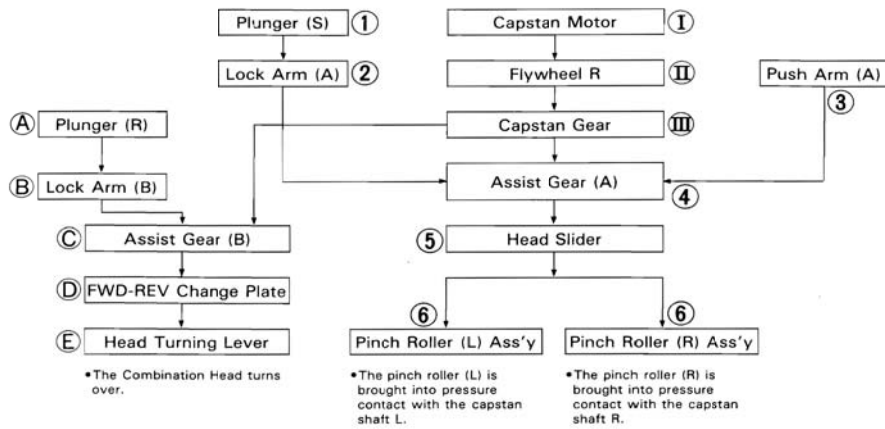 Plunger (S) ①
Capstan Motor Ⅰ
Lock Arm (A) ②
Flywheel R Ⅱ
Push Arm (A)
③
Ⓐ Plunger (R)
Capstan Gear Ⅲ
Ⓑ Lock Arm (B)
Assist Gear (A)
④
Ⓒ Assist Gear (B)
⑤ Head Slider
Ⓓ FWD-REV Change Plate
⑥
⑥
Ⓔ Head Turning Lever
Pinch Roller (L) Ass'y
Pinch Roller (R) Ass'y
•The Combination Head turns
over.
•The pinch roller (L) is
brought into pressure
contact with the capstan
shaft L.
•The pinch roller (R) is
brought into pressure
contact with the capstan
shaft R.